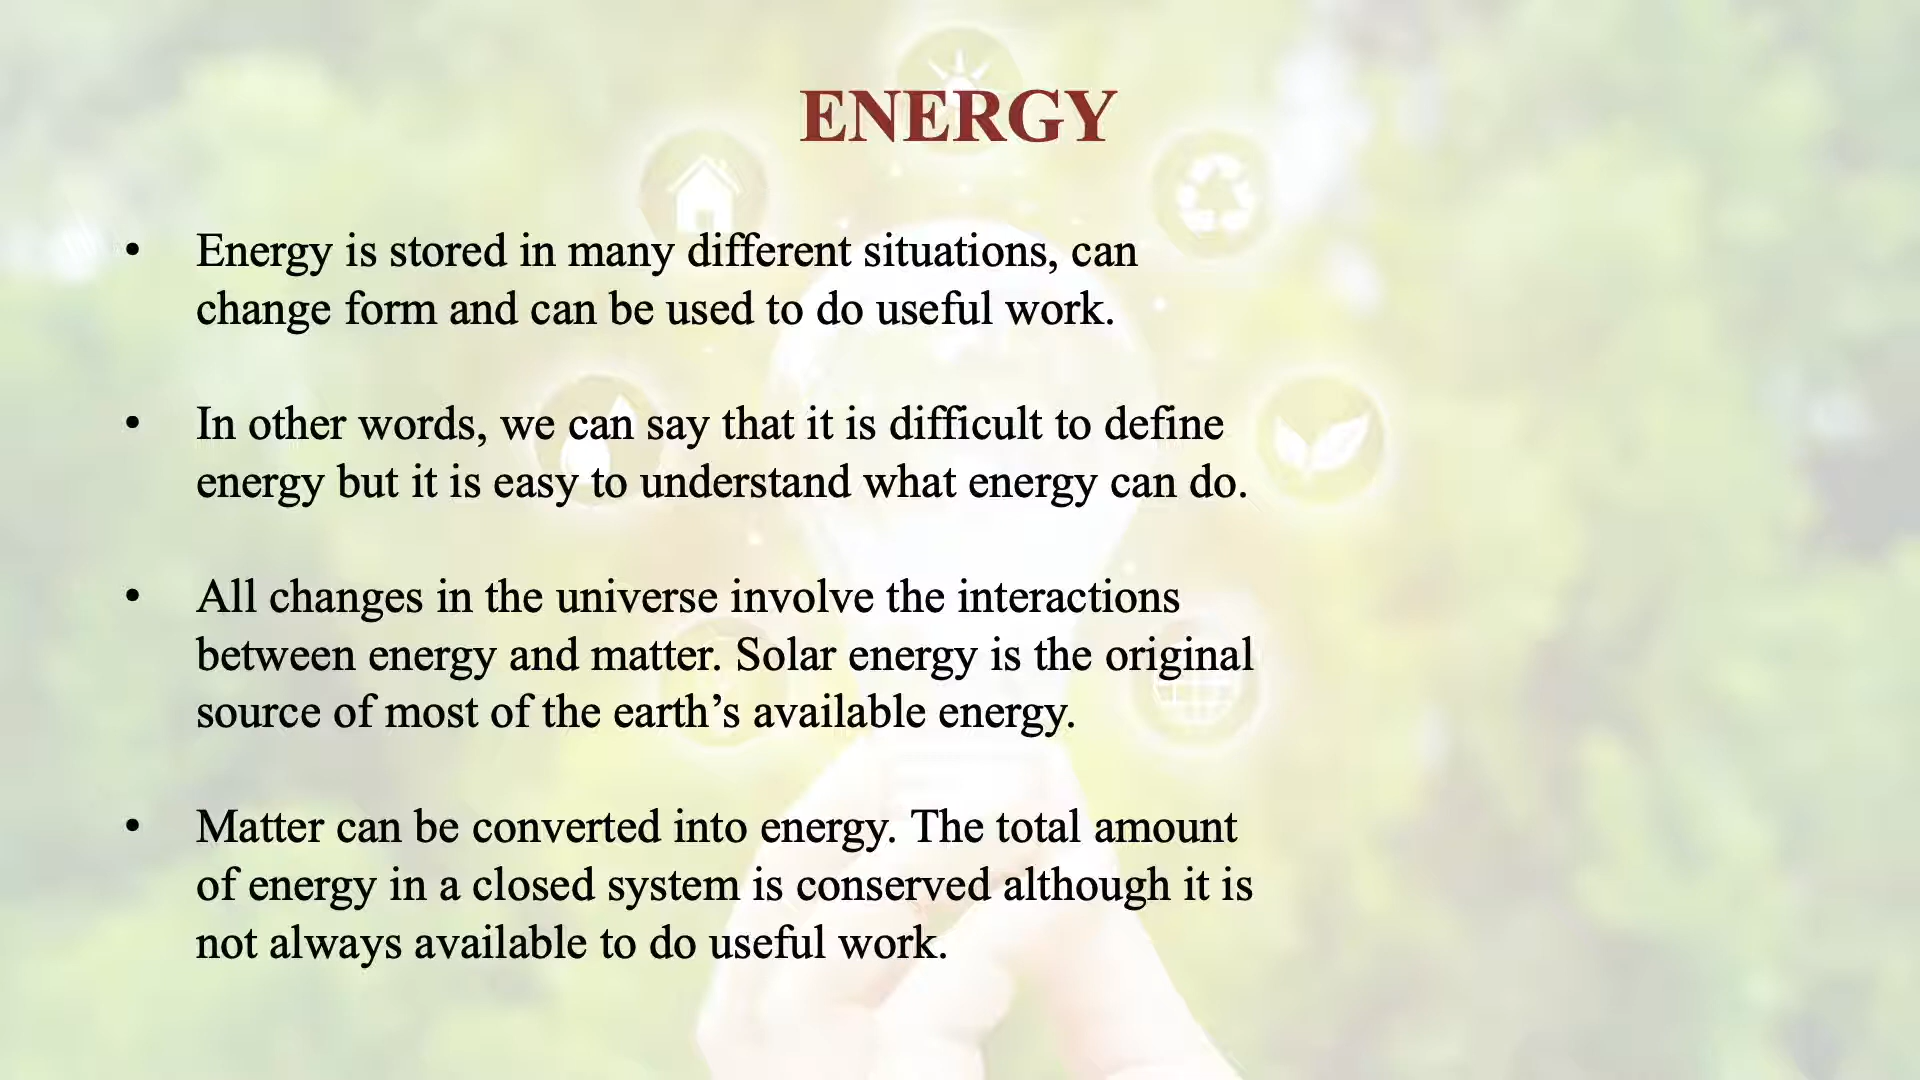 ENERGY
• Energy is stored in many different situations, can
change form and can be used to do useful work.
• In other words, we can say that it is difficult to define
energy but it is easy to understand what energy can do.
• All changes in the universe involve the interactions
between energy and matter. Solar energy is the original
source of most of the earth’s available energy.
• Matter can be converted into energy. The total amount
of energy in a closed system is conserved although it is
not always available to do useful work.